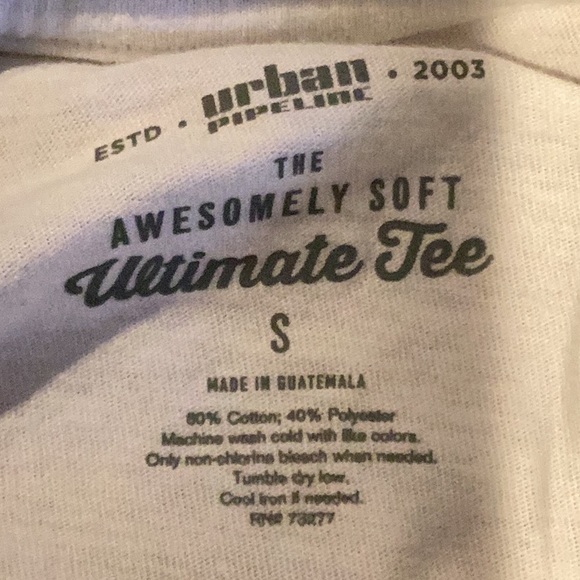 ESTD • urban • 2003
PIPELINE
THE
AWESOMELY SOFT
Ultimate Tee
S
MADE IN GUATEMALA
60% Cotton; 40% Polyester
Machine wash cold with like colors.
Only non-chlorine bleach when needed.
Tumble dry low.
Cool iron if needed.
RN# 73277